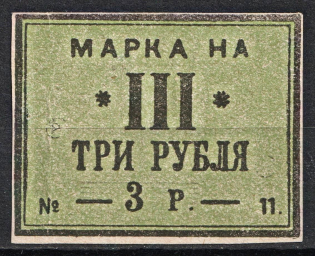 МАРКА НА
* III *
ТРИ РУБЛЯ
— 3 Р. —
№ 11.